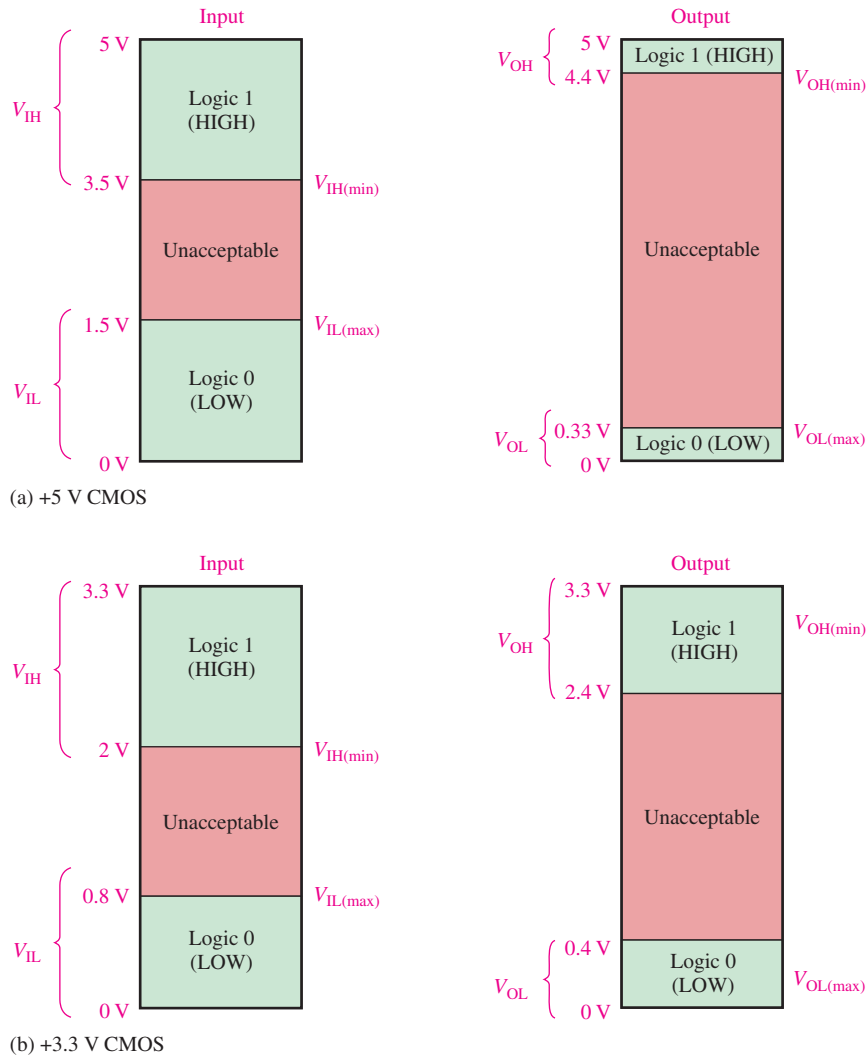 Input
5 V
V_IH
Logic 1
(HIGH)
3.5 V
V_IH(min)
Unacceptable
1.5 V
V_IL(max)
V_IL
Logic 0
(LOW)
0 V
Output
V_OH
5 V
Logic 1 (HIGH)
4.4 V
V_OH(min)
Unacceptable
V_OL
0.33 V
V_OL(max)
Logic 0 (LOW)
0 V
(a) +5 V CMOS
Input
3.3 V
V_IH
Logic 1
(HIGH)
2 V
V_IH(min)
Unacceptable
0.8 V
V_IL(max)
V_IL
Logic 0
(LOW)
0 V
Output
3.3 V
V_OH
Logic 1
(HIGH)
V_OH(min)
2.4 V
Unacceptable
0.4 V
V_OL
Logic 0
(LOW)
V_OL(max)
0 V
(b) +3.3 V CMOS